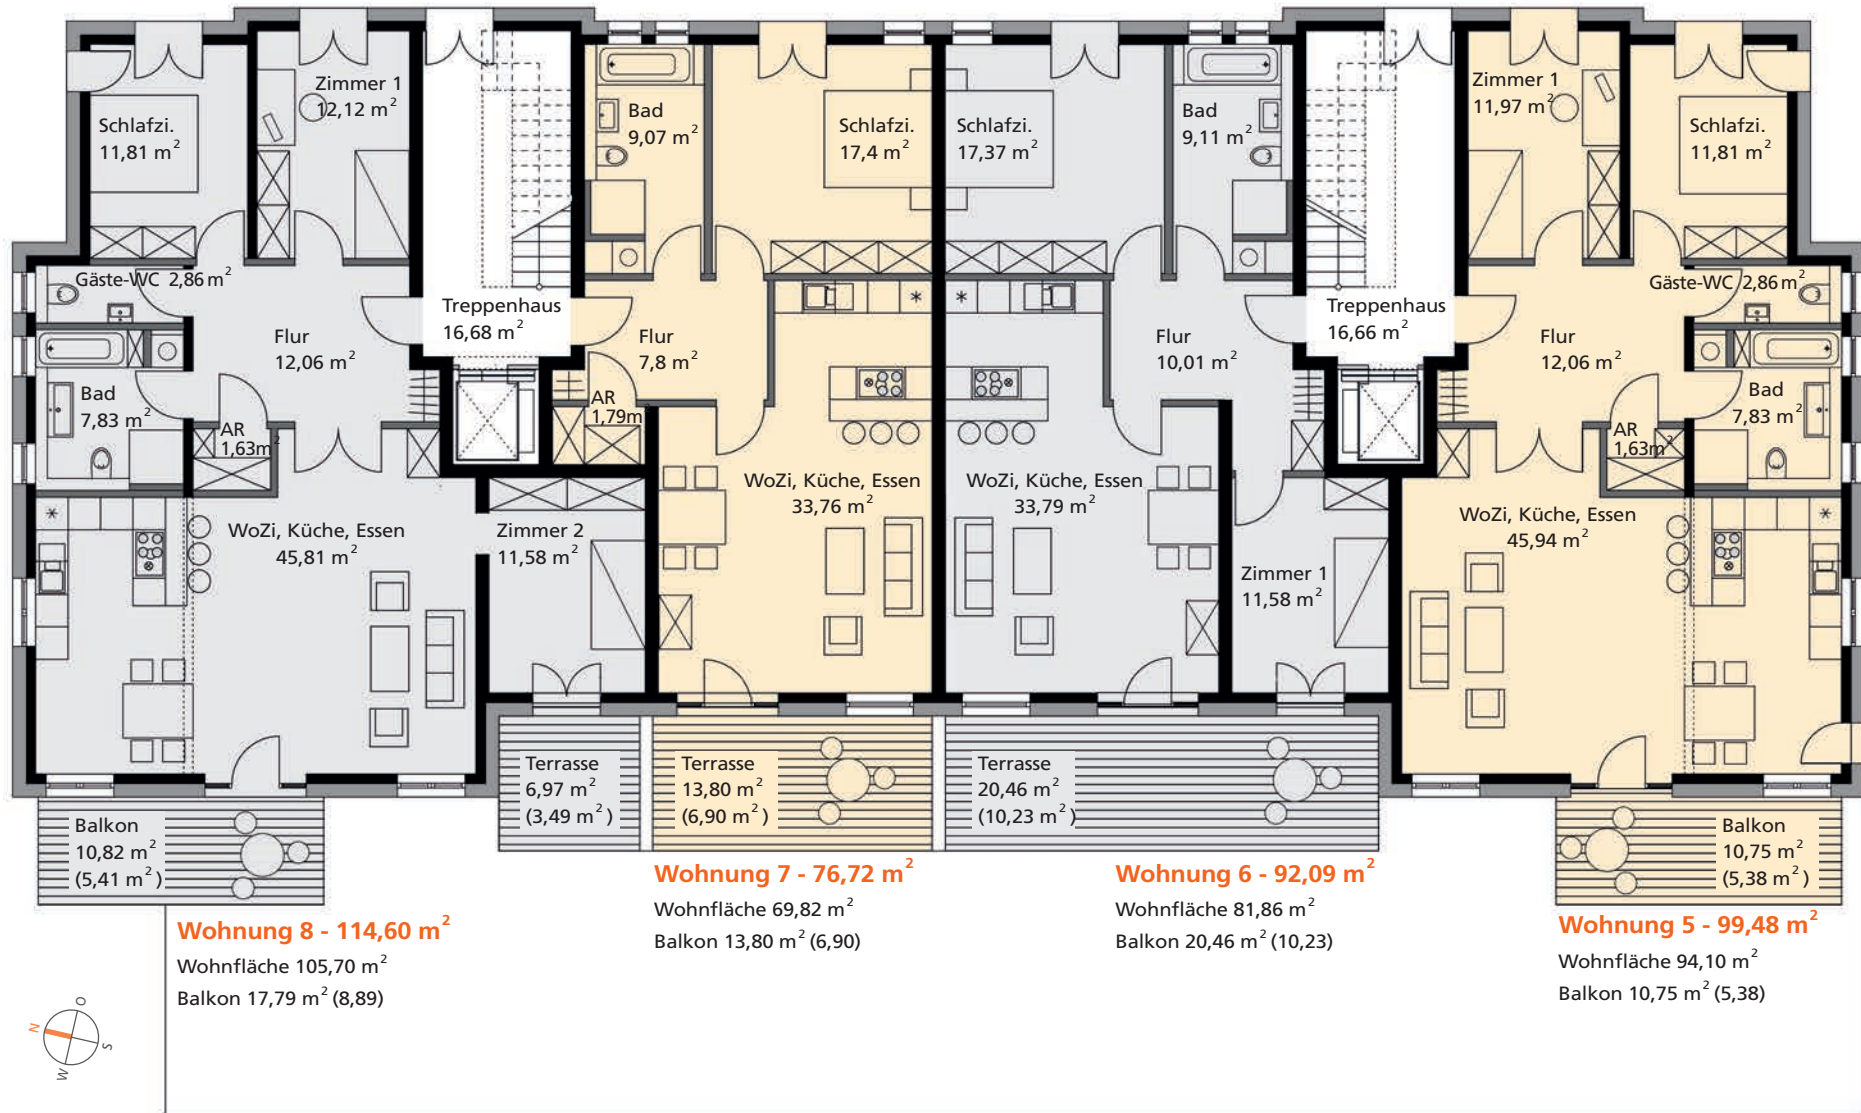 Zimmer 1
12,12 m²
Schlafzi.
11,81 m²
Gäste-WC 2,86 m²
Flur
12,06 m²
Bad
7,83 m²
AR
1,63m²
WoZi, Küche, Essen
45,81 m²
Zimmer 2
11,58 m²
Treppenhaus
16,68 m²
Bad
9,07 m²
Schlafzi.
17,4 m²
Flur
7,8 m²
AR
1,79m²
WoZi, Küche, Essen
33,76 m²
Schlafzi.
17,37 m²
Bad
9,11 m²
Flur
10,01 m²
WoZi, Küche, Essen
33,79 m²
Zimmer 1
11,58 m²
Treppenhaus
16,66 m²
Zimmer 1
11,97 m²
Schlafzi.
11,81 m²
Gäste-WC 2,86 m²
Flur
12,06 m²
Bad
7,83 m²
AR
1,63m²
WoZi, Küche, Essen
45,94 m²
Balkon
10,82 m²
(5,41 m²)
Terrasse
6,97 m²
(3,49 m²)
Terrasse
13,80 m²
(6,90 m²)
Terrasse
20,46 m²
(10,23 m²)
Balkon
10,75 m²
(5,38 m²)
Wohnung 8 - 114,60 m²
Wohnfläche 105,70 m²
Balkon 17,79 m² (8,89)
Wohnung 7 - 76,72 m²
Wohnfläche 69,82 m²
Balkon 13,80 m² (6,90)
Wohnung 6 - 92,09 m²
Wohnfläche 81,86 m²
Balkon 20,46 m² (10,23)
Wohnung 5 - 99,48 m²
Wohnfläche 94,10 m²
Balkon 10,75 m² (5,38)
O
N
S
W